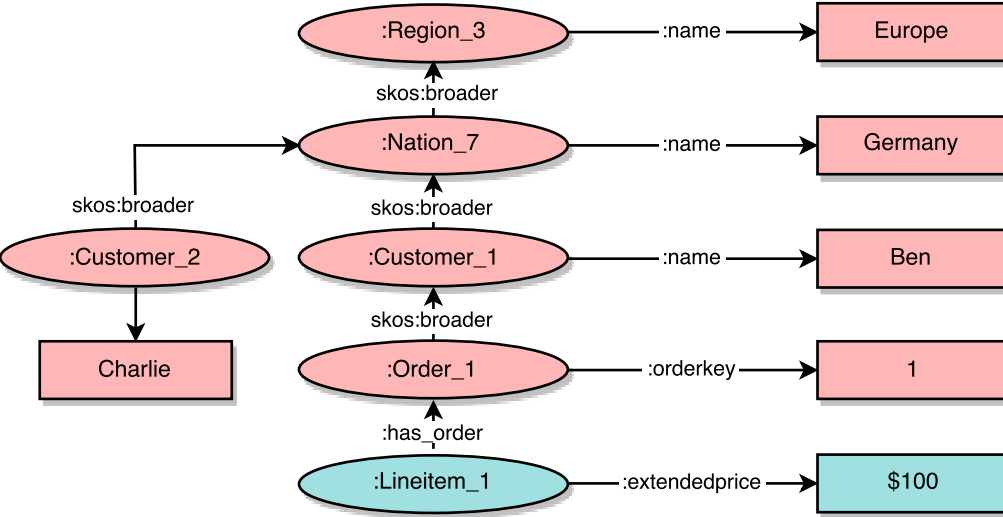 :Region_3
:name
Europe
skos:broader
:Nation_7
:name
Germany
skos:broader
skos:broader
:Customer_2
:Customer_1
:name
Ben
skos:broader
Charlie
:Order_1
:orderkey
1
:has_order
:Lineitem_1
:extendedprice
$100